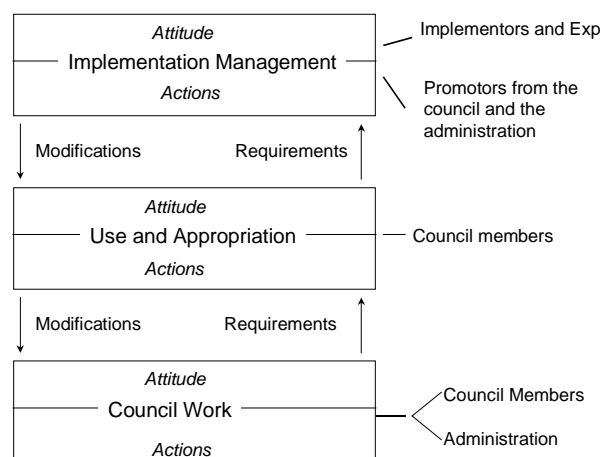 Attitude
Implementation Management
Actions
Implementors and Exp
Promotors from the
council and the
administration
Modifications
Requirements
Attitude
Use and Appropriation
Actions
Council members
Modifications
Requirements
Attitude
Council Work
Actions
Council Members
Administration